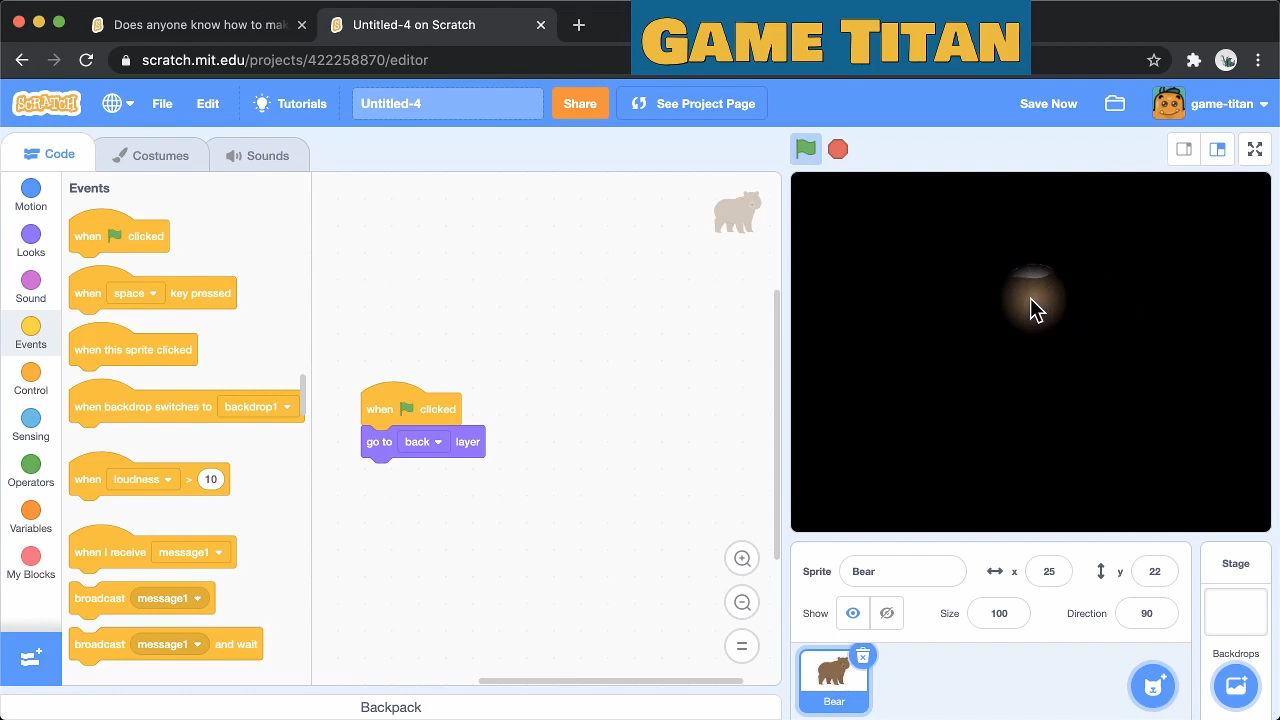 Does anyone know how to mak
Untitled-4 on Scratch
GAME TITAN
scratch.mit.edu/projects/422258870/editor
SCRATCH
File
Edit
Tutorials
Untitled-4
Share
See Project Page
Save Now
game-titan
Code
Costumes
Sounds
Motion
Looks
Sound
Events
Control
Sensing
Operators
Variables
My Blocks
Events
when clicked
when space key pressed
when this sprite clicked
when backdrop switches to backdrop1
when loudness > 10
when I receive message1
broadcast message1
broadcast message1 and wait
when clicked
go to back layer
Backpack
Sprite Bear x 25 y 22
Show Size 100 Direction 90
Bear
Stage
Backdrops